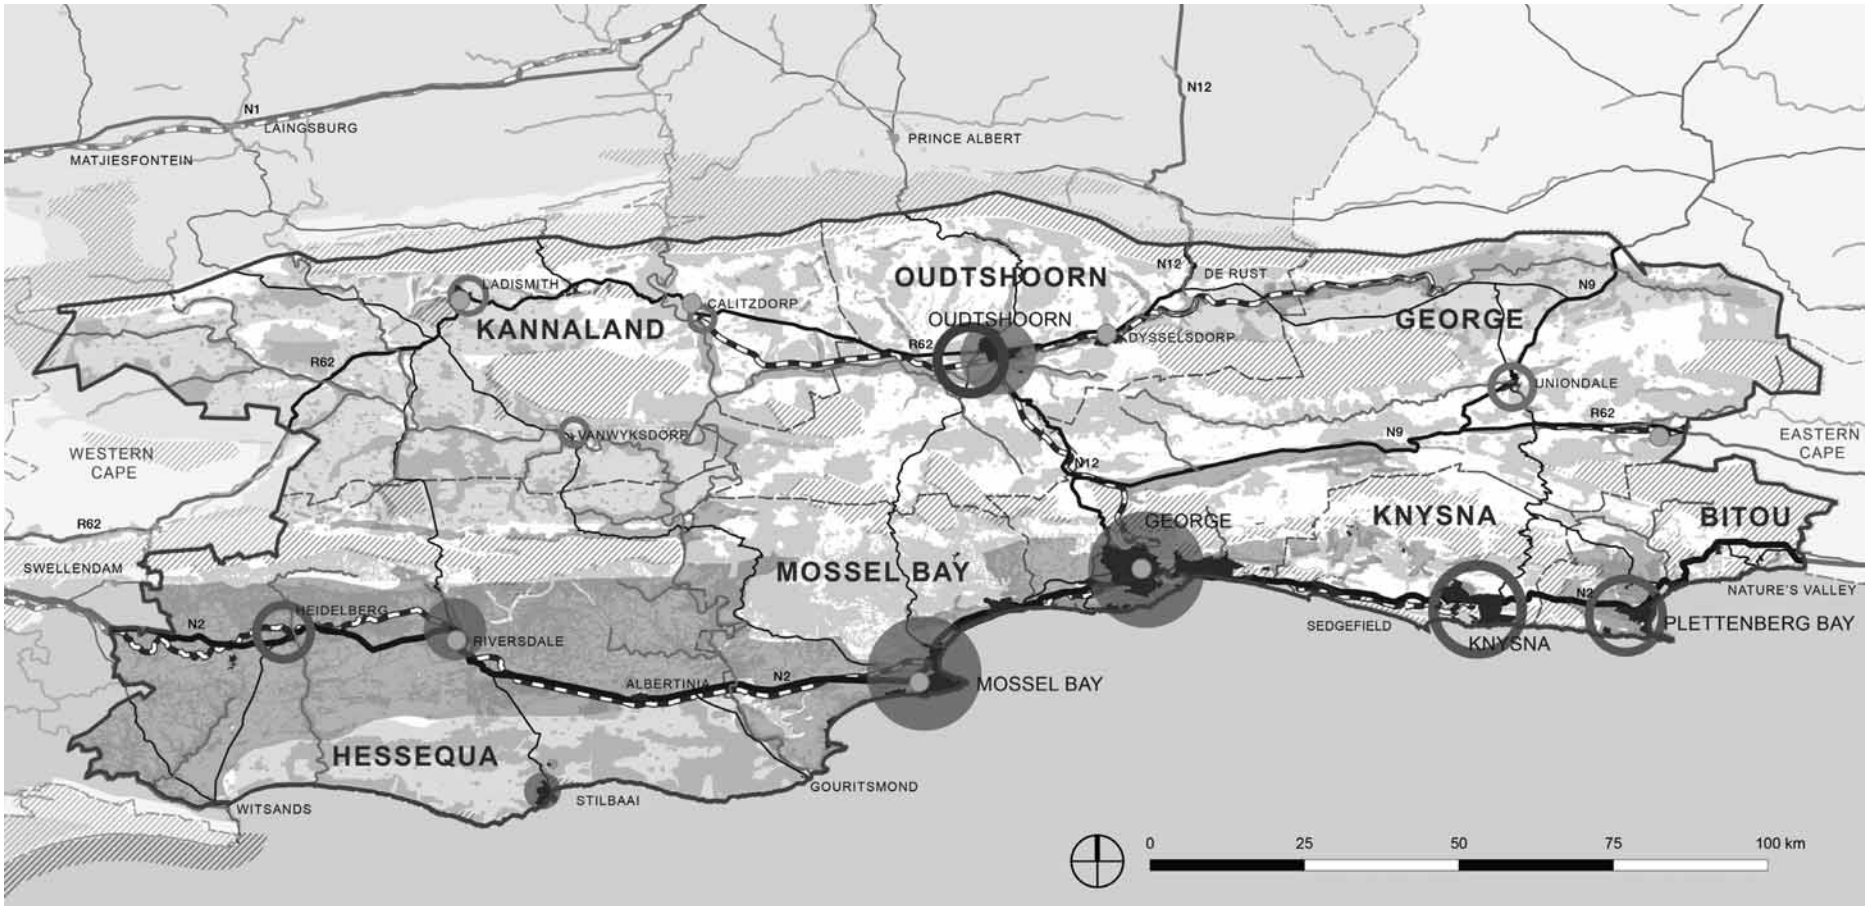 N1
LAINGSBURG
MATJIESFONTEIN
N12
PRINCE ALBERT
LADISMITH
KANNALAND
CALITZDORP
OUDTSHOORN
OUDTSHOORN
N12
DE RUST
N9
GEORGE
R62
R62
DYSSELSDORP
UNIONDALE
VANWYKSDORP
WESTERN
CAPE
N12
N9
R62
EASTERN
CAPE
R62
SWELLENDAM
MOSSEL BAY
GEORGE
KNYSNA
BITOU
N2
HEIDELBERG
RIVERSDALE
ALBERTINIA
N2
MOSSEL BAY
SEDGEFIELD
KNYSNA
N2
NATURE'S VALLEY
PLETTENBERG BAY
HESSEQUA
WITSANDS
STILBAAI
GOURITSMOND
0 25 50 75 100 km